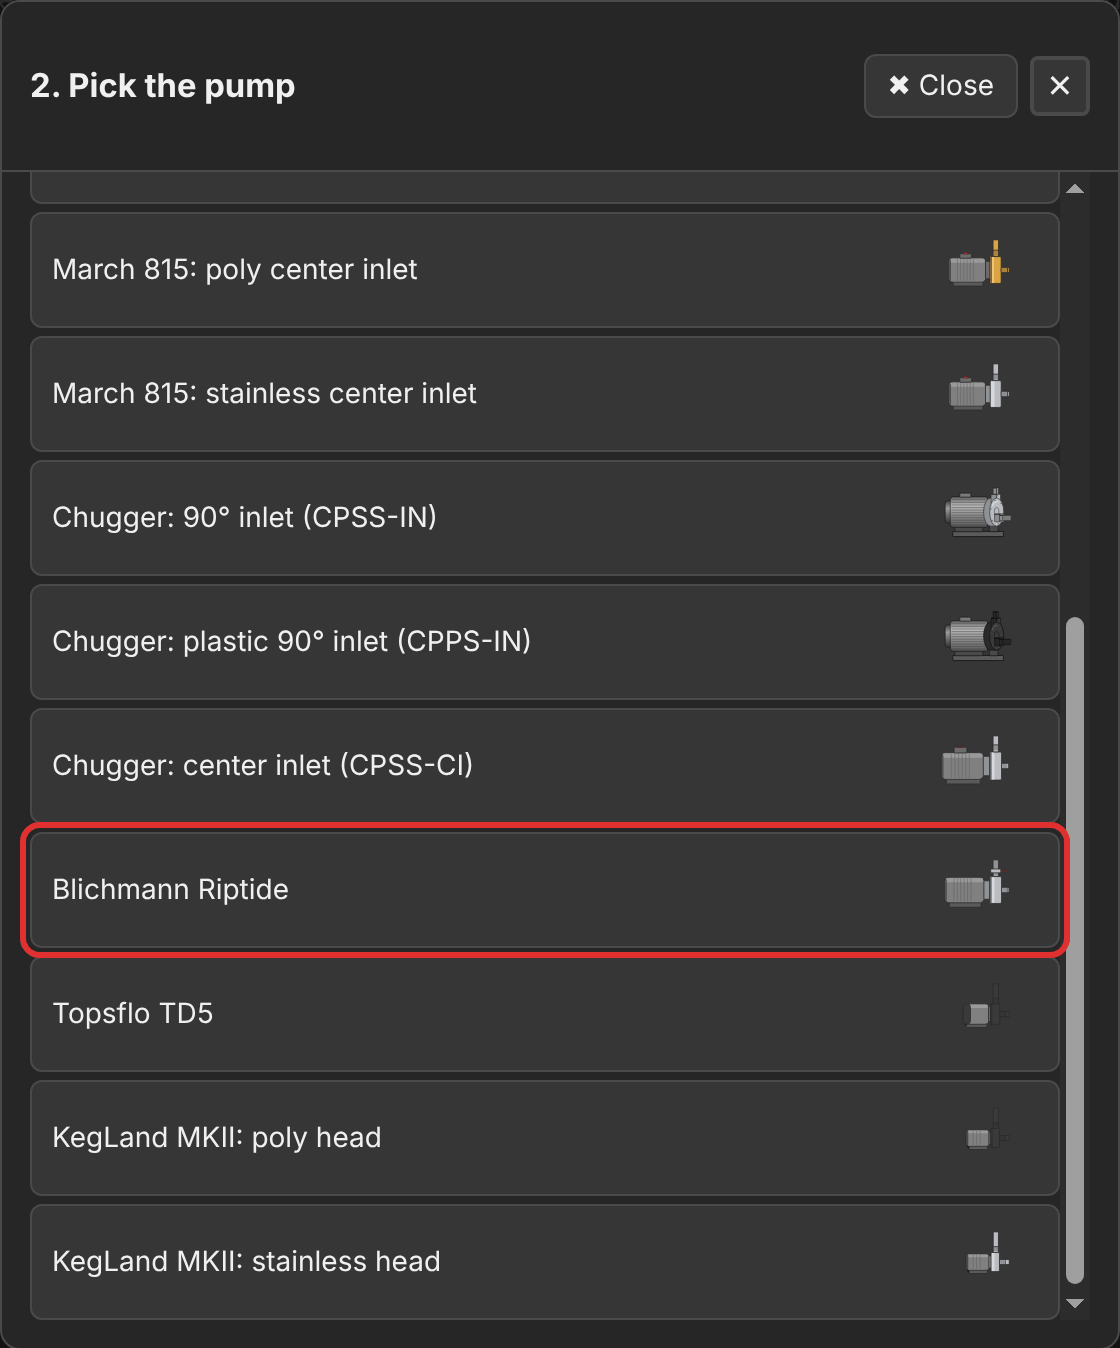 2. Pick the pump
✖ Close
×
March 815: poly center inlet
March 815: stainless center inlet
Chugger: 90° inlet (CPSS-IN)
Chugger: plastic 90° inlet (CPPS-IN)
Chugger: center inlet (CPSS-CI)
Blichmann Riptide
Topsflo TD5
KegLand MKII: poly head
KegLand MKII: stainless head